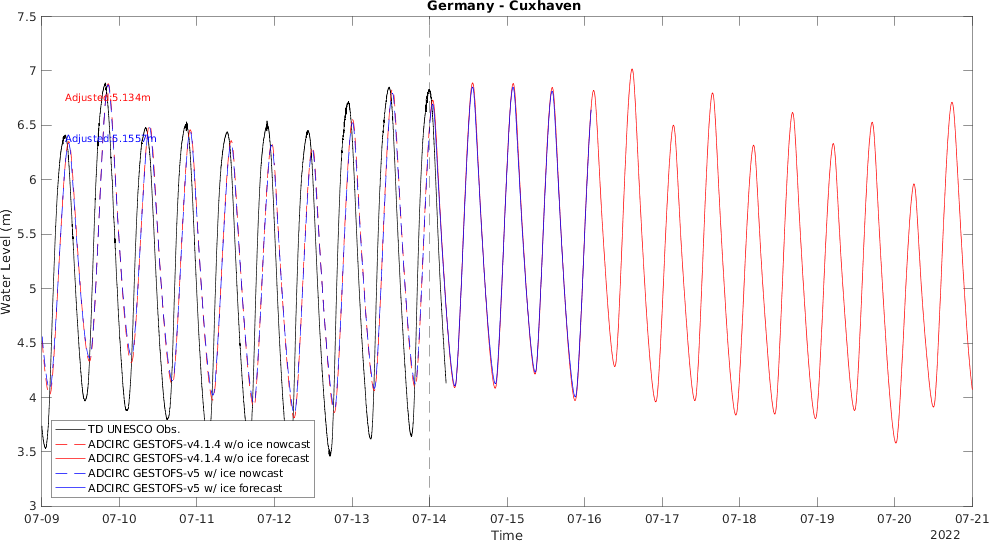 Germany - Cuxhaven
7.5
7
6.5
6
5.5
5
4.5
4
3.5
3
Water Level (m)
Adjusted:5.134m
Adjusted:5.1557m
TD UNESCO Obs.
ADCIRC GESTOFS-v4.1.4 w/o ice nowcast
ADCIRC GESTOFS-v4.1.4 w/o ice forecast
ADCIRC GESTOFS-v5 w/ ice nowcast
ADCIRC GESTOFS-v5 w/ ice forecast
07-09 07-10 07-11 07-12 07-13 07-14 07-15 07-16 07-17 07-18 07-19 07-20 07-21
Time
2022